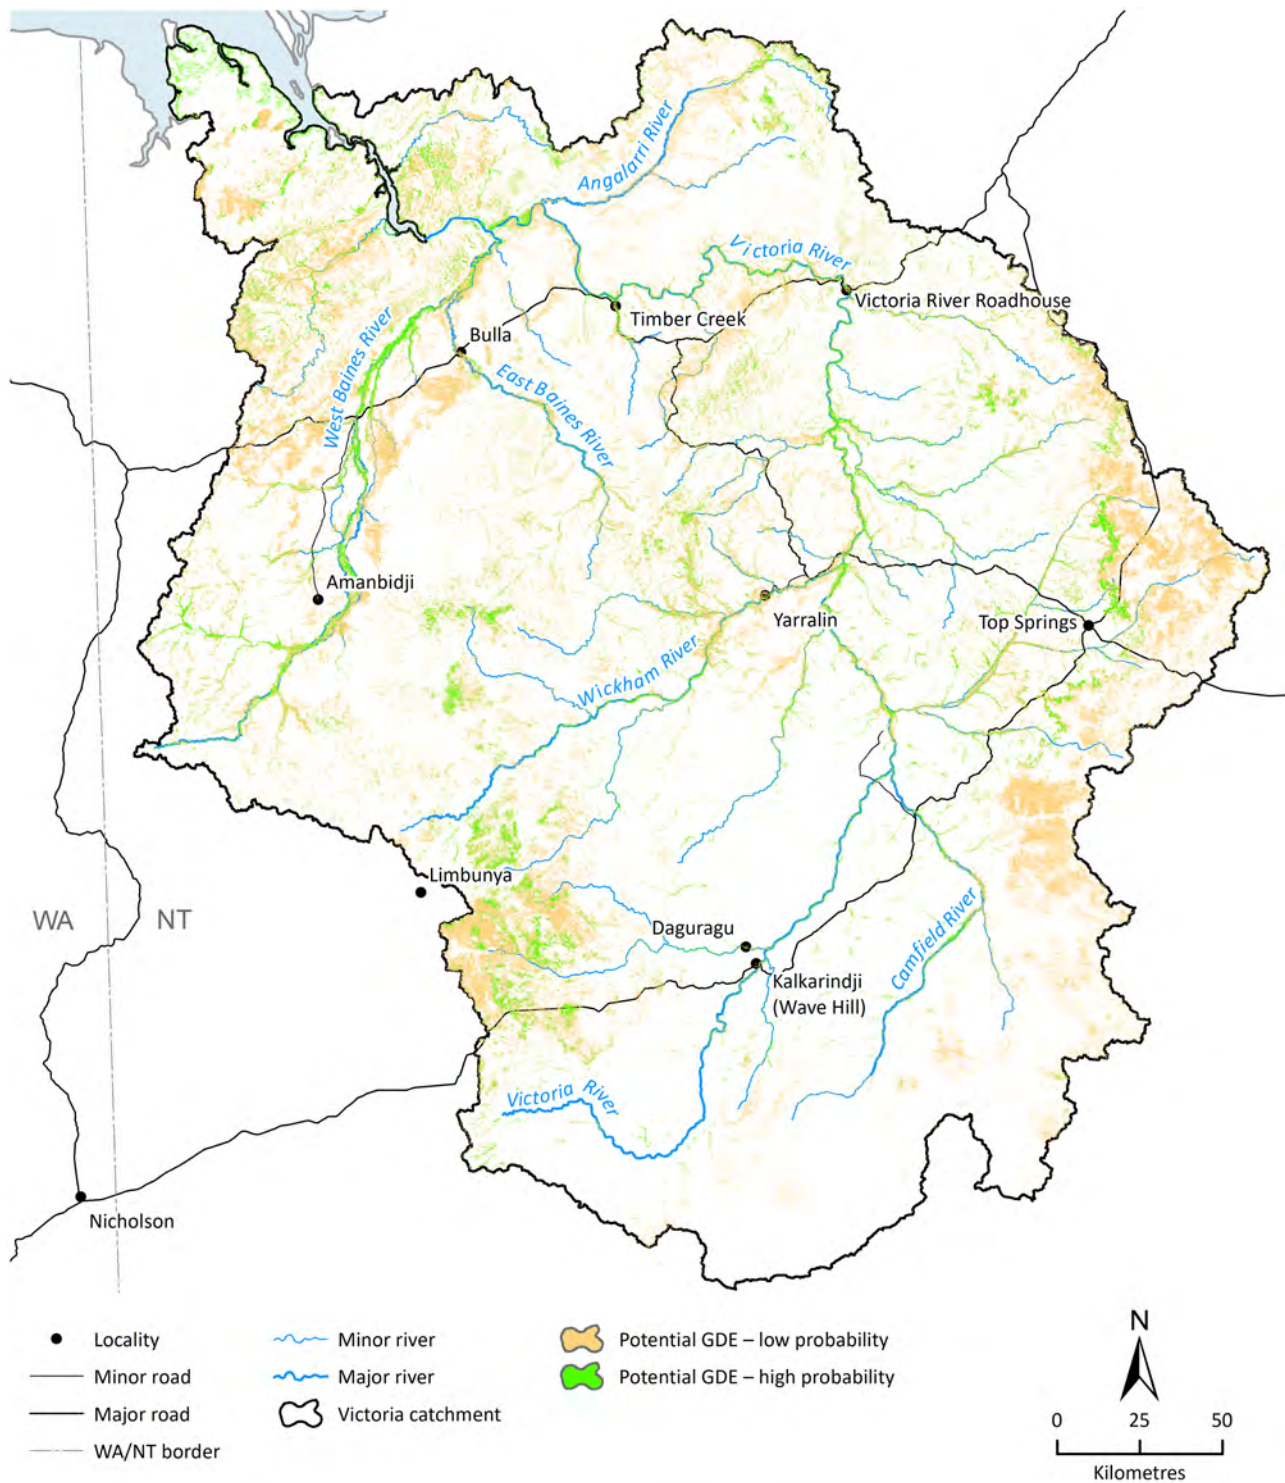 Angalarri River
Victoria River
Victoria River Roadhouse
Timber Creek
Bulla
West Baines River
East Baines River
Amanbidji
Yarralin
Top Springs
Wickham River
Limbunya
WA
NT
Daguragu
Kalkarindji
(Wave Hill)
Camfield River
Victoria River
Nicholson
Locality
Minor road
Major road
WA/NT border
Minor river
Major river
Victoria catchment
Potential GDE – low probability
Potential GDE – high probability
N
0 25 50
Kilometres